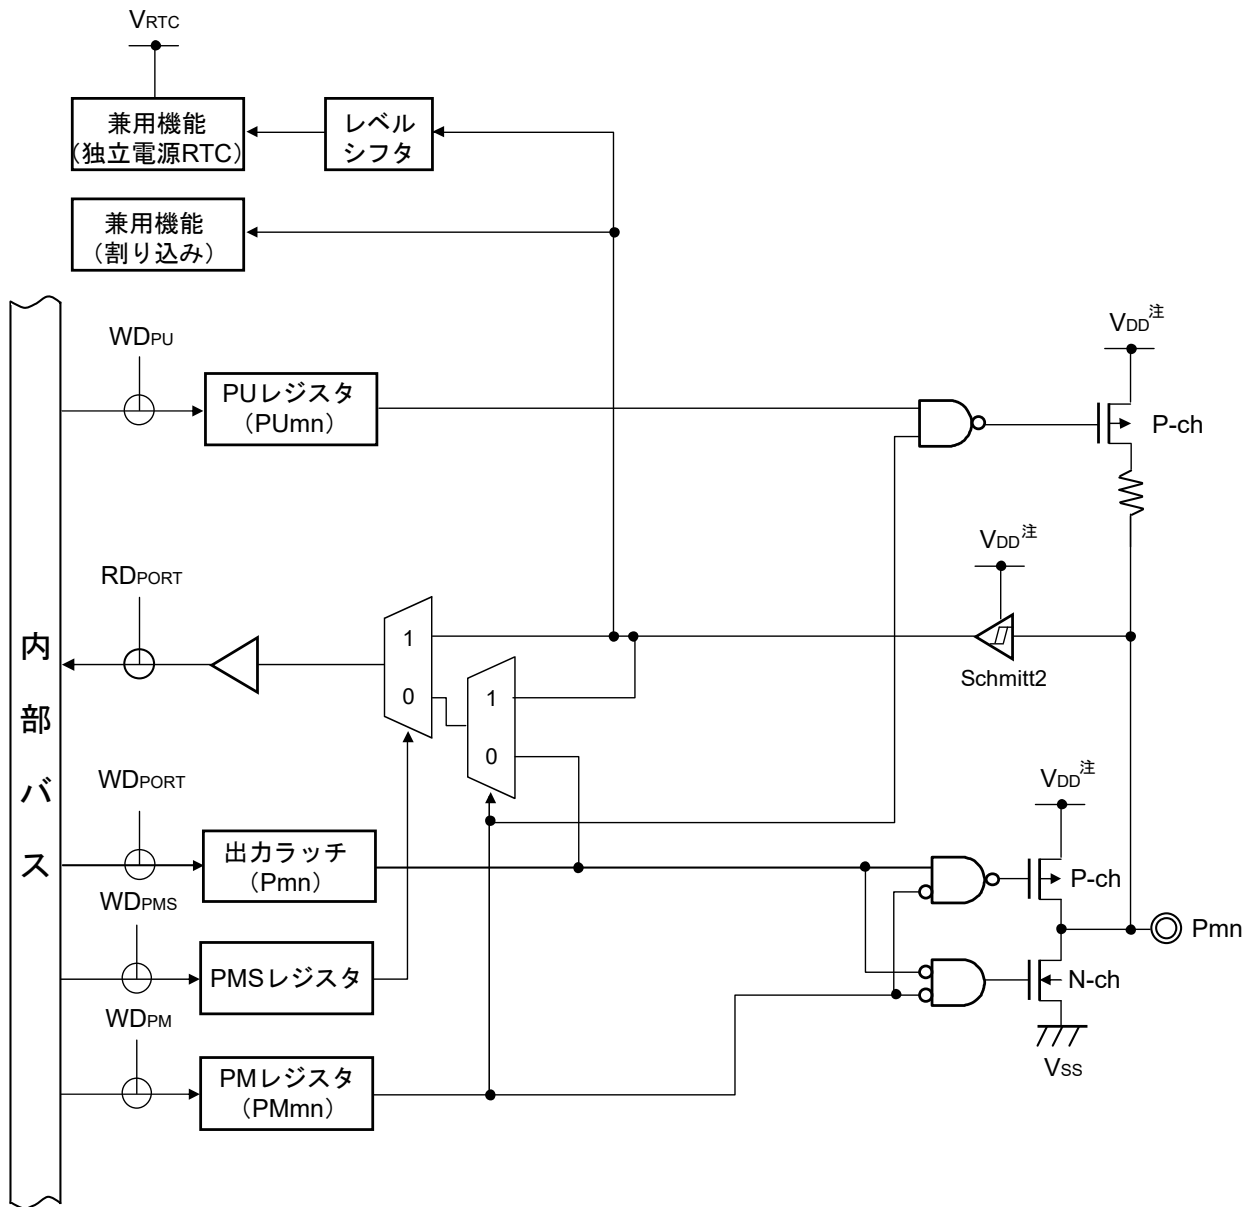 VRTC
兼用機能
(独立電源RTC)
レベル
シフタ
兼用機能
(割り込み)
WDPU
PUレジスタ
(PUmn)
VDD注
P-ch
RDPORT
VDD注
1
0
1
0
Schmitt2
内部バス
WDPORT
出力ラッチ
(Pmn)
VDD注
P-ch
WDPMS
Pmn
PMSレジスタ
N-ch
WDPM
PMレジスタ
(PMmn)
VSS